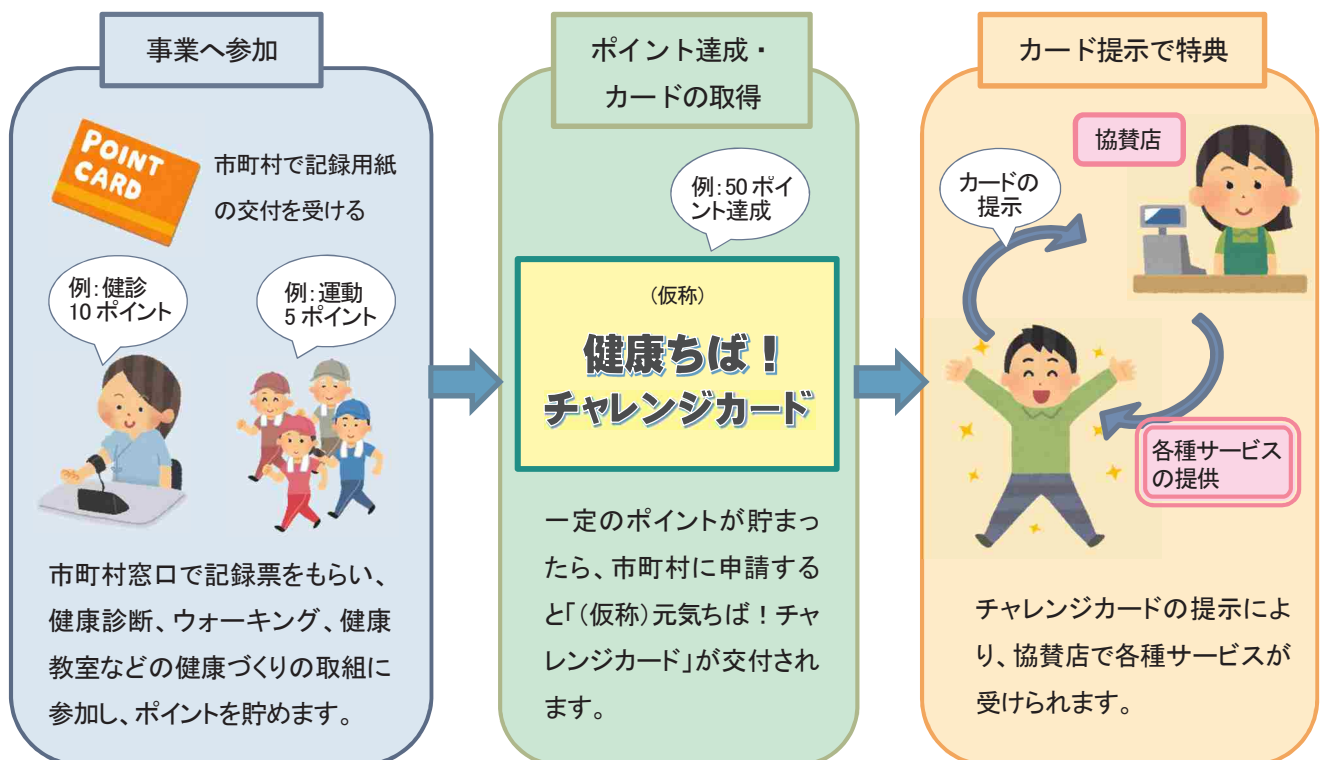 事業へ参加
POINT
CARD
市町村で記録用紙
の交付を受ける
例:健診
10ポイント
例:運動
5ポイント
市町村窓口で記録票をもらい、
健康診断、ウォーキング、健康
教室などの健康づくりの取組に
参加し、ポイントを貯めます。
ポイント達成・
カードの取得
例:50ポイ
ント達成
(仮称)
健康ちば！
チャレンジカード
一定のポイントが貯まっ
たら、市町村に申請する
と「(仮称)元気ちば！チャ
レンジカード」が交付され
ます。
カード提示で特典
協賛店
カードの
提示
各種サービス
の提供
チャレンジカードの提示によ
り、協賛店で各種サービスが
受けられます。